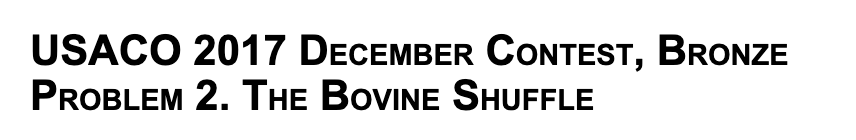 USACO 2017 December Contest, Bronze
Problem 2. The Bovine Shuffle